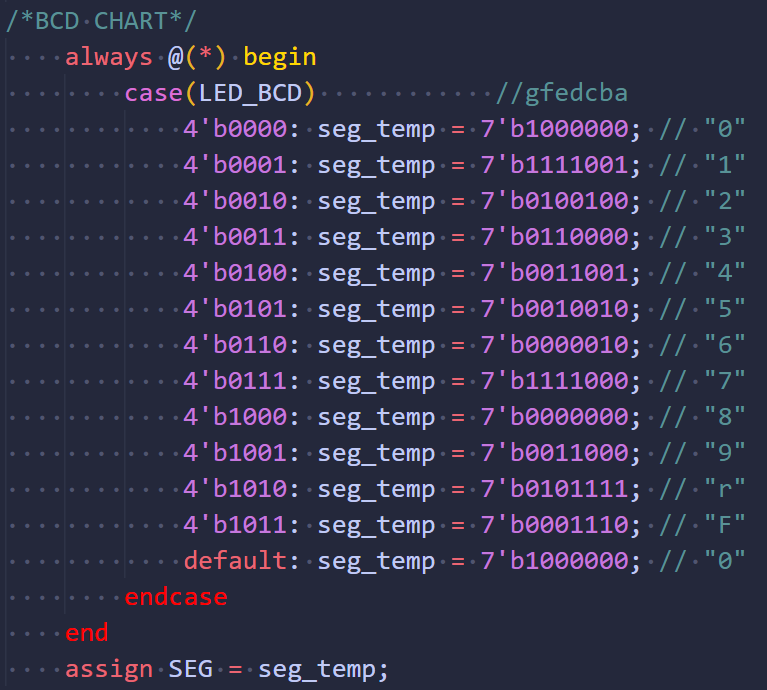 /*BCD CHART*/
always @(*) begin
case(LED_BCD) //gfedcba
4'b0000: seg_temp = 7'b1000000; // "0"
4'b0001: seg_temp = 7'b1111001; // "1"
4'b0010: seg_temp = 7'b0100100; // "2"
4'b0011: seg_temp = 7'b0110000; // "3"
4'b0100: seg_temp = 7'b0011001; // "4"
4'b0101: seg_temp = 7'b0010010; // "5"
4'b0110: seg_temp = 7'b0000010; // "6"
4'b0111: seg_temp = 7'b1111000; // "7"
4'b1000: seg_temp = 7'b0000000; // "8"
4'b1001: seg_temp = 7'b0011000; // "9"
4'b1010: seg_temp = 7'b0101111; // "r"
4'b1011: seg_temp = 7'b0001110; // "F"
default: seg_temp = 7'b1000000; // "0"
endcase
end
assign SEG = seg_temp;